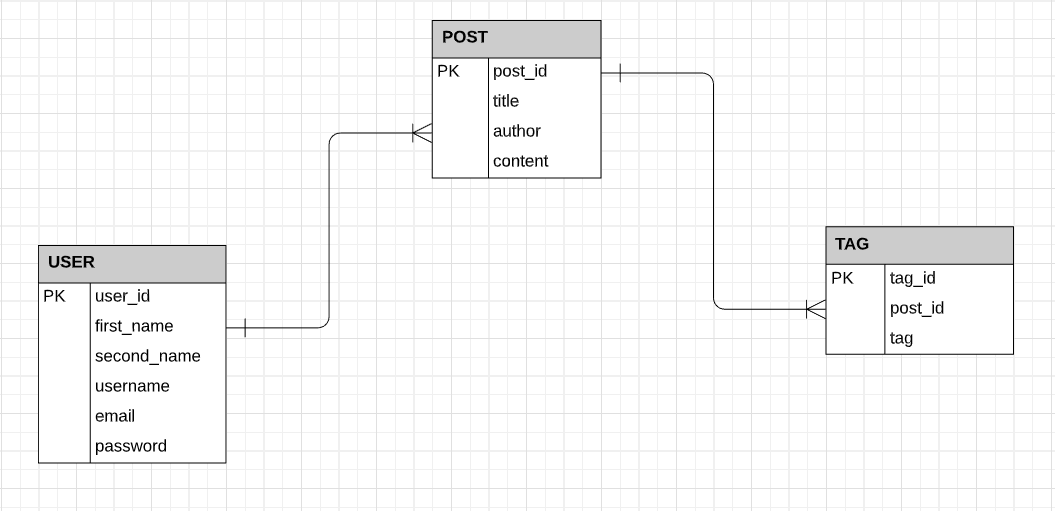 POST
PK post_id
title
author
content
USER
PK user_id
first_name
second_name
username
email
password
TAG
PK tag_id
post_id
tag